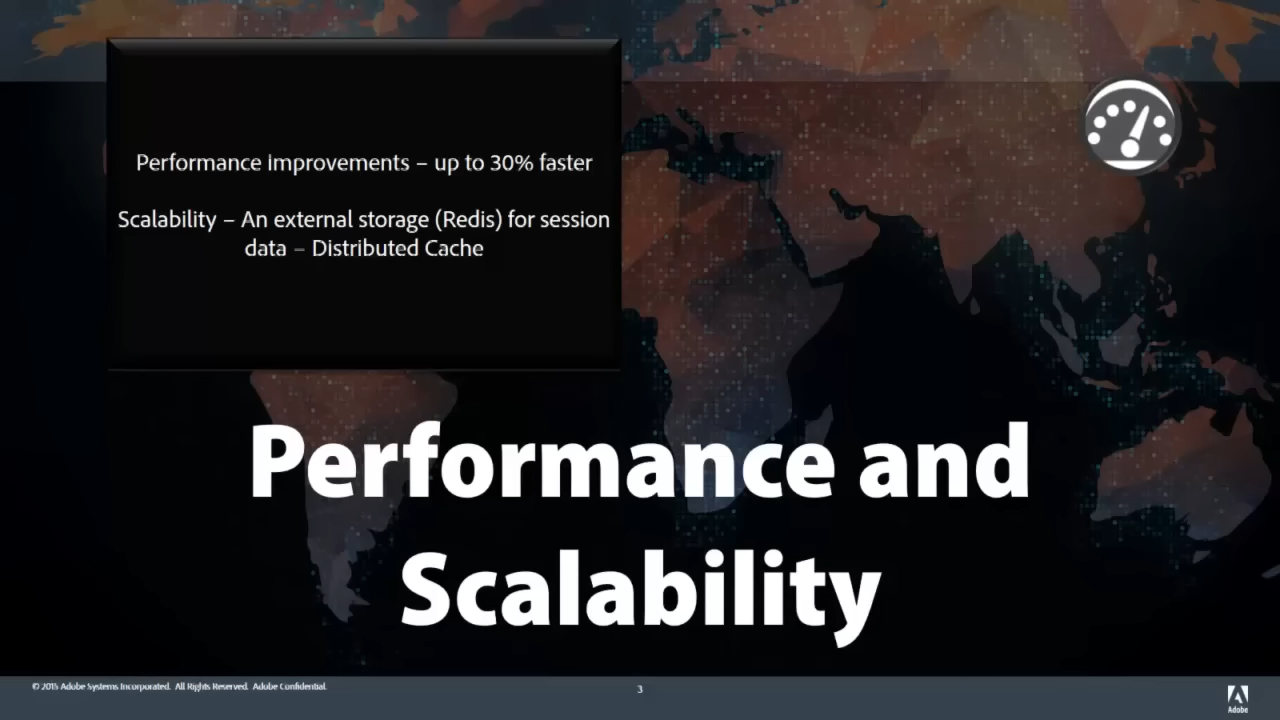 Performance improvements – up to 30% faster
Scalability – An external storage (Redis) for session
data – Distributed Cache
Performance and
Scalability
© 2015 Adobe Systems Incorporated. All Rights Reserved. Adobe Confidential.
3
Adobe